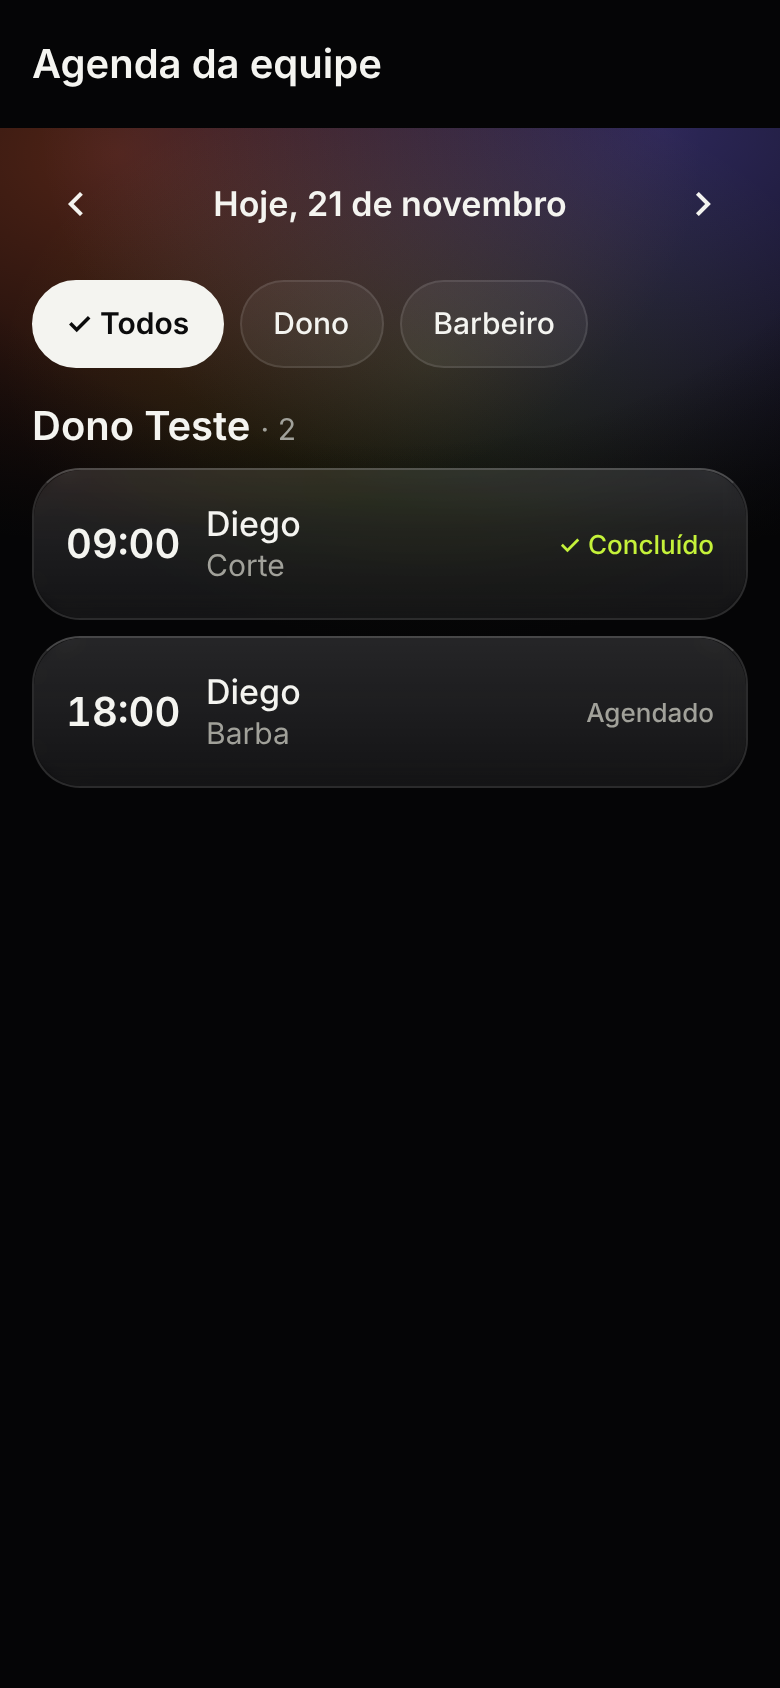 Agenda da equipe
Hoje, 21 de novembro
✓ Todos Dono Barbeiro
Dono Teste · 2
09:00 Diego ✓ Concluído
Corte
18:00 Diego Agendado
Barba